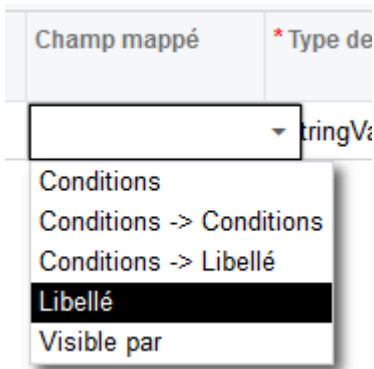 Champ mappé * Type de
tringVa
Conditions
Conditions -> Conditions
Conditions -> Libellé
Libellé
Visible par